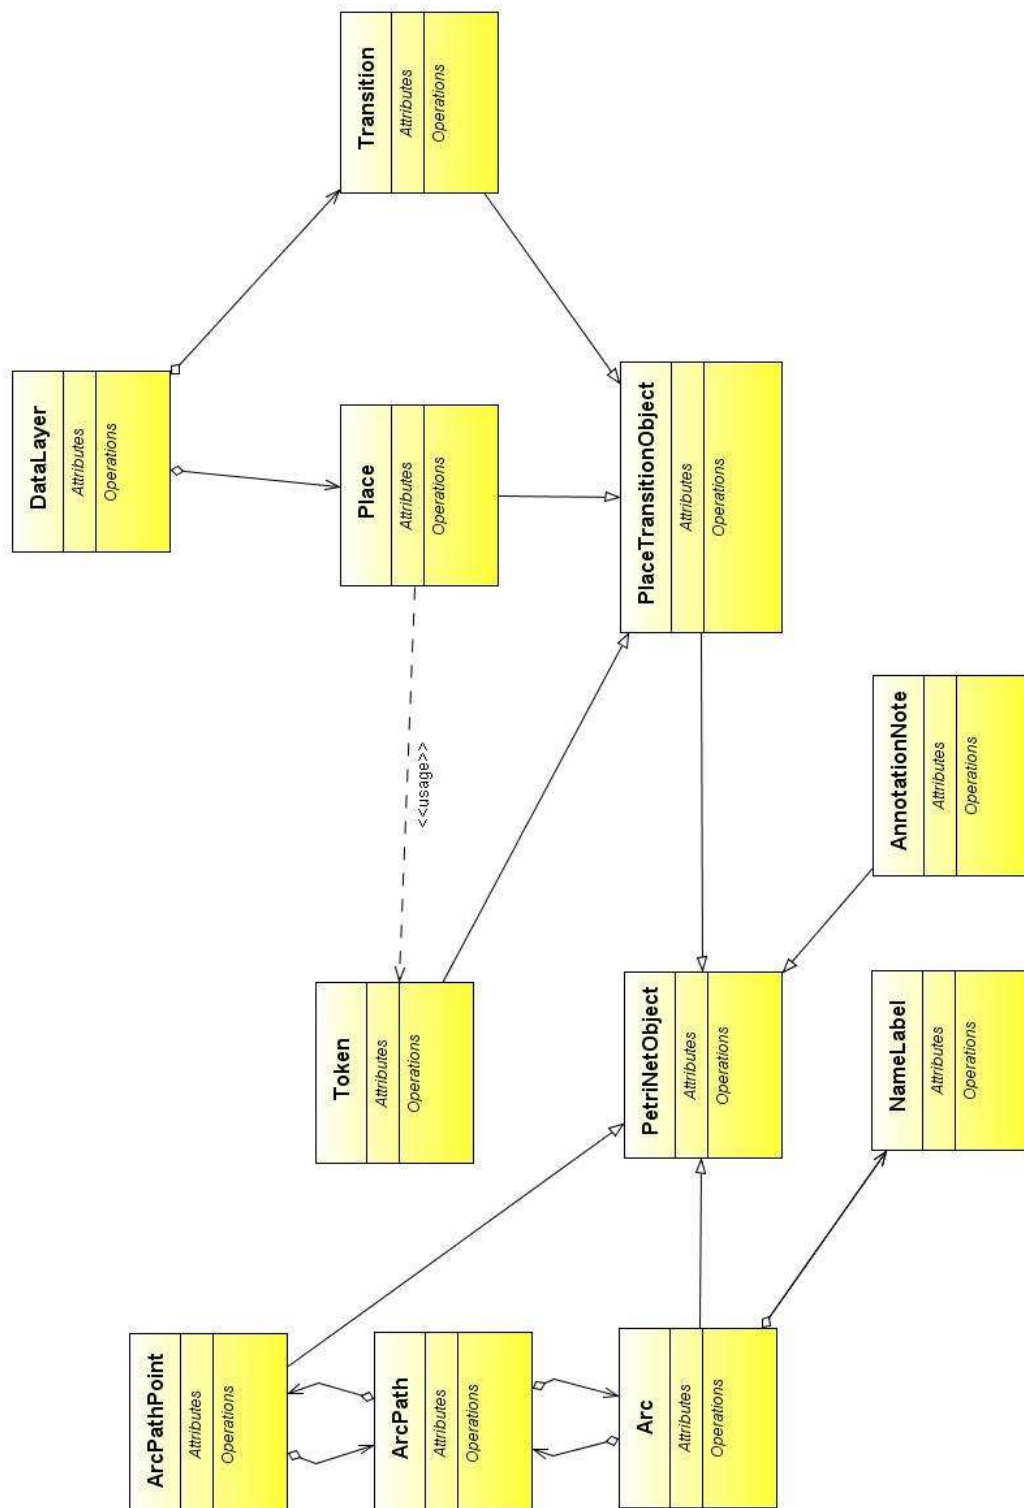 DataLayer
Attributes
Operations
ArcPathPoint
Attributes
Operations
Token
Attributes
Operations
Place
Attributes
Operations
Transition
Attributes
Operations
ArcPath
Attributes
Operations
<<usage>>
Arc
Attributes
Operations
PetriNetObject
Attributes
Operations
PlaceTransitionObject
Attributes
Operations
NameLabel
Attributes
Operations
AnnotationNote
Attributes
Operations